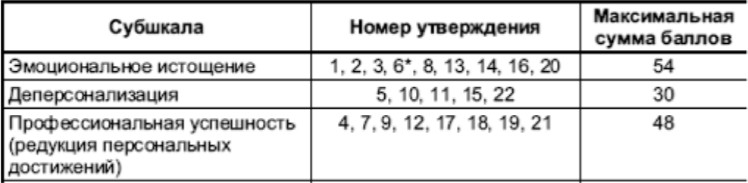 Субшкала Номер утверждения Максимальная
сумма баллов
Эмоциональное истощение 1, 2, 3, 6*, 8, 13, 14, 16, 20 54
Деперсонализация 5, 10, 11, 15, 22 30
Профессиональная успешность 4, 7, 9, 12, 17, 18, 19, 21 48
(редукция персональных
достижений)